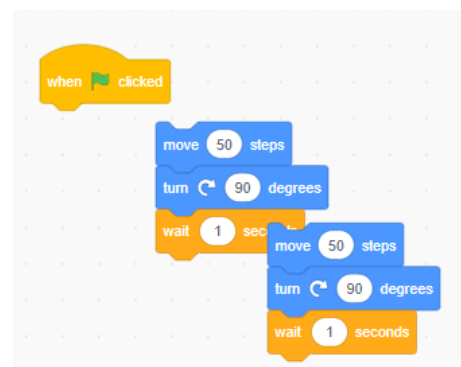 when clicked
move 50 steps
turn 90 degrees
wait 1 sec
move 50 steps
turn 90 degrees
wait 1 seconds